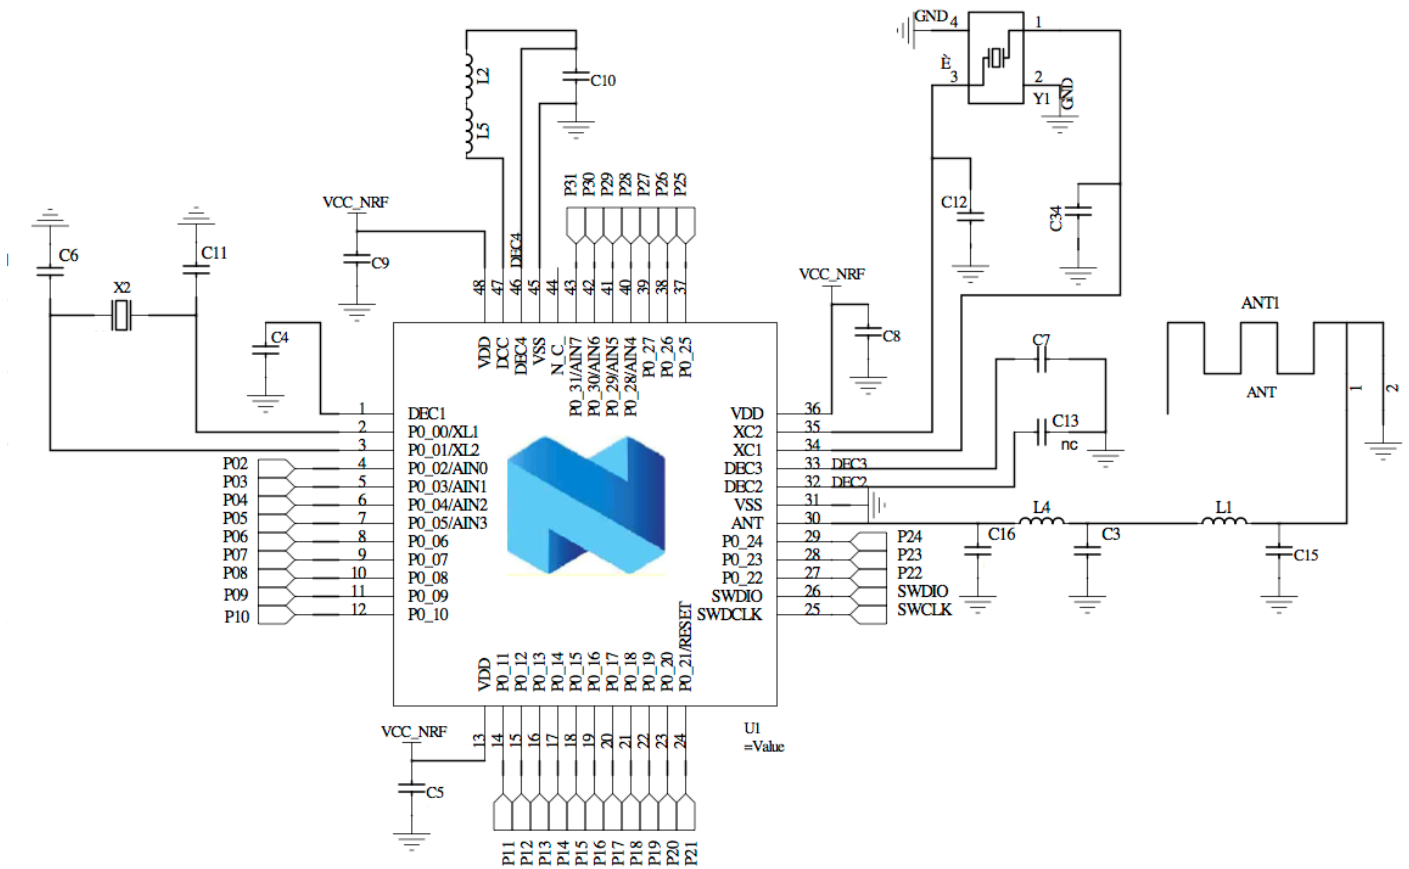 GND 4
1
È
3
2
Y1
GND
L2
L5
C10
C12
C34
P31
P30
P29
P28
P27
P26
P25
VCC_NRF
C9
C6
C11
X2
C4
DEC4
48
47
46
45
44
43
42
41
40
39
38
37
VDD
DCC
DEC4
VSS
N_C_
P0_31/AIN7
P0_30/AIN6
P0_29/AIN5
P0_28/AIN4
P0_27
P0_26
P0_25
VCC_NRF
C8
C7
C13
nc
ANT1
ANT
1
2
1 DEC1
2 P0_00/XL1
3 P0_01/XL2
P02 4 P0_02/AIN0
P03 5 P0_03/AIN1
P04 6 P0_04/AIN2
P05 7 P0_05/AIN3
P06 8 P0_06
P07 9 P0_07
P08 10 P0_08
P09 11 P0_09
P10 12 P0_10
VDD 36
XC2 35
XC1 34
DEC3 33 DEC3
DEC2 32 DEC2
VSS 31
ANT 30
P0_24 29 P24
P0_23 28 P23
P0_22 27 P22
SWDIO 26 SWDIO
SWDCLK 25 SWCLK
C16
L4
C3
L1
C15
VDD
P0_11
P0_12
P0_13
P0_14
P0_15
P0_16
P0_17
P0_18
P0_19
P0_20
P0_21/RESET
VCC_NRF
C5
13
14
15
16
17
18
19
20
21
22
23
24
U1
=Value
P11
P12
P13
P14
P15
P16
P17
P18
P19
P20
P21